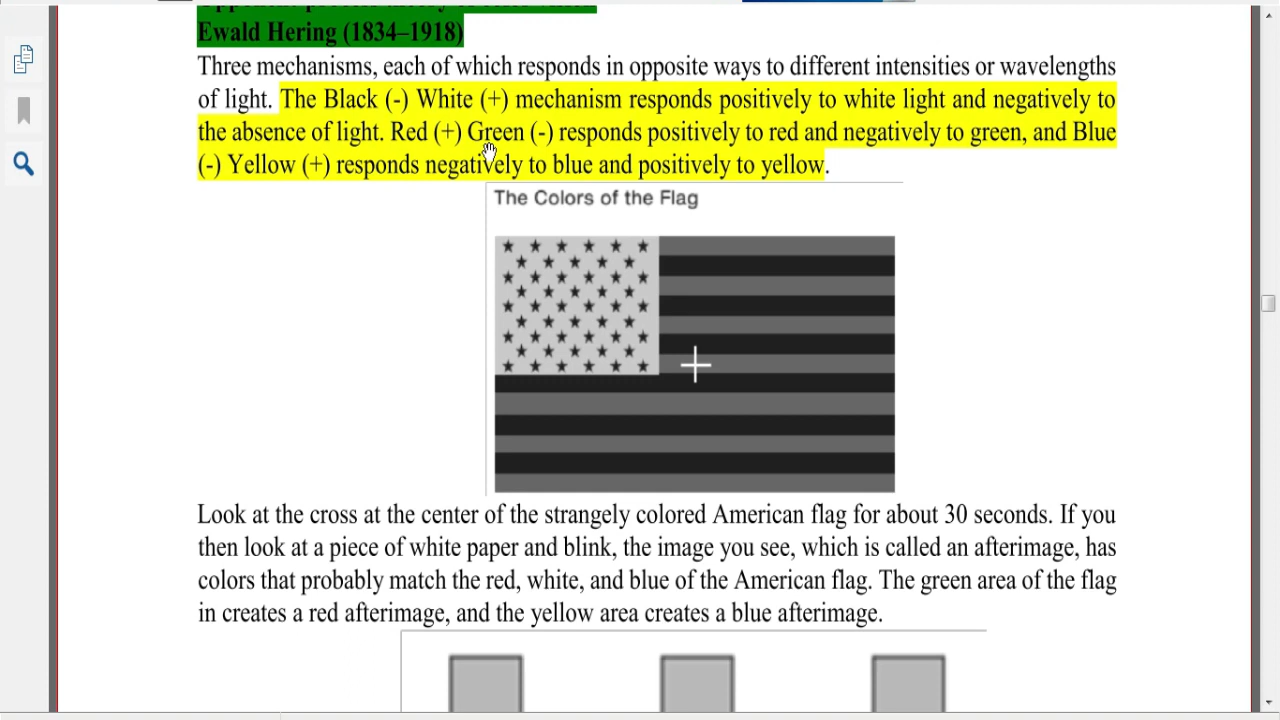 Ewald Hering (1834–1918)
Three mechanisms, each of which responds in opposite ways to different intensities or wavelengths
of light. The Black (-) White (+) mechanism responds positively to white light and negatively to
the absence of light. Red (+) Green (-) responds positively to red and negatively to green, and Blue
(-) Yellow (+) responds negatively to blue and positively to yellow.
The Colors of the Flag
Look at the cross at the center of the strangely colored American flag for about 30 seconds. If you
then look at a piece of white paper and blink, the image you see, which is called an afterimage, has
colors that probably match the red, white, and blue of the American flag. The green area of the flag
in creates a red afterimage, and the yellow area creates a blue afterimage.